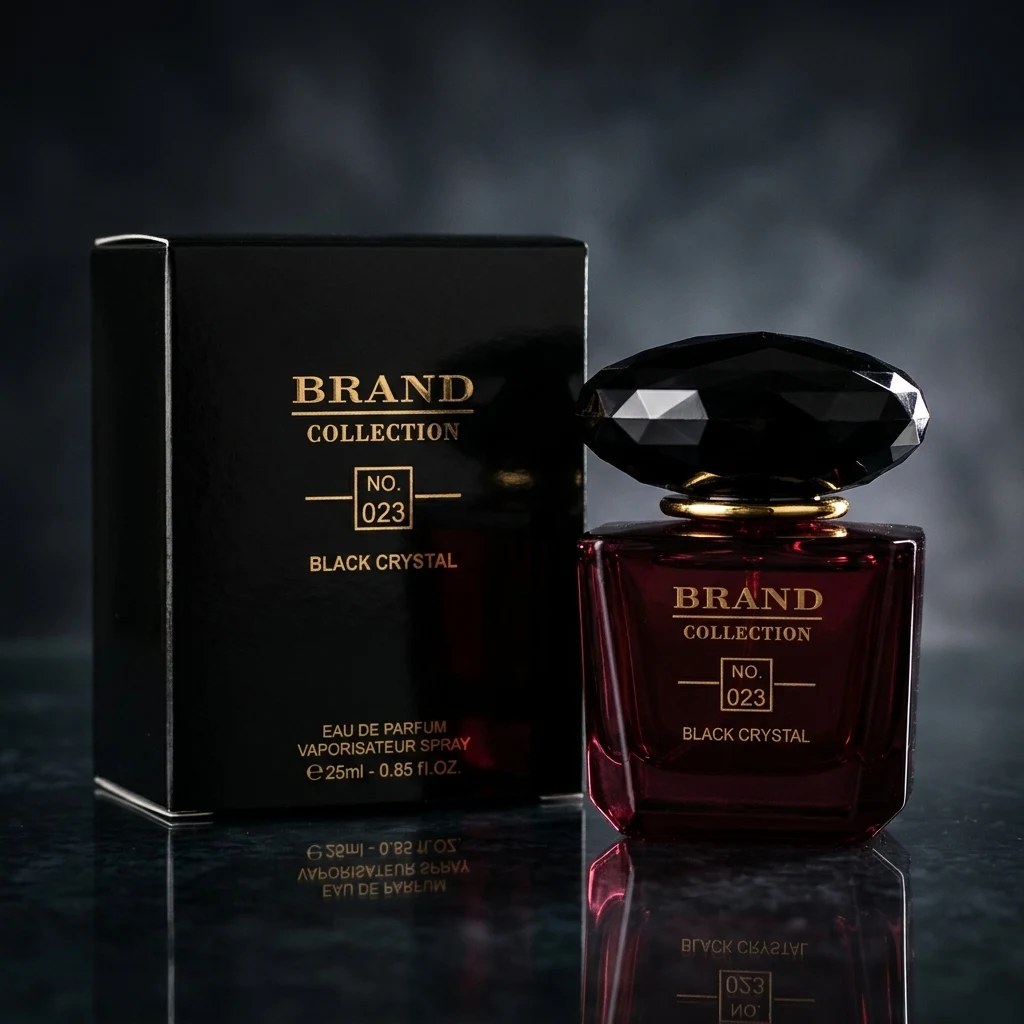 BRAND
COLLECTION
NO.
023
BLACK CRYSTAL
EAU DE PARFUM
VAPORISATEUR SPRAY
℮25ml - 0.85 fl.OZ.
BRAND
COLLECTION
NO.
023
BLACK CRYSTAL